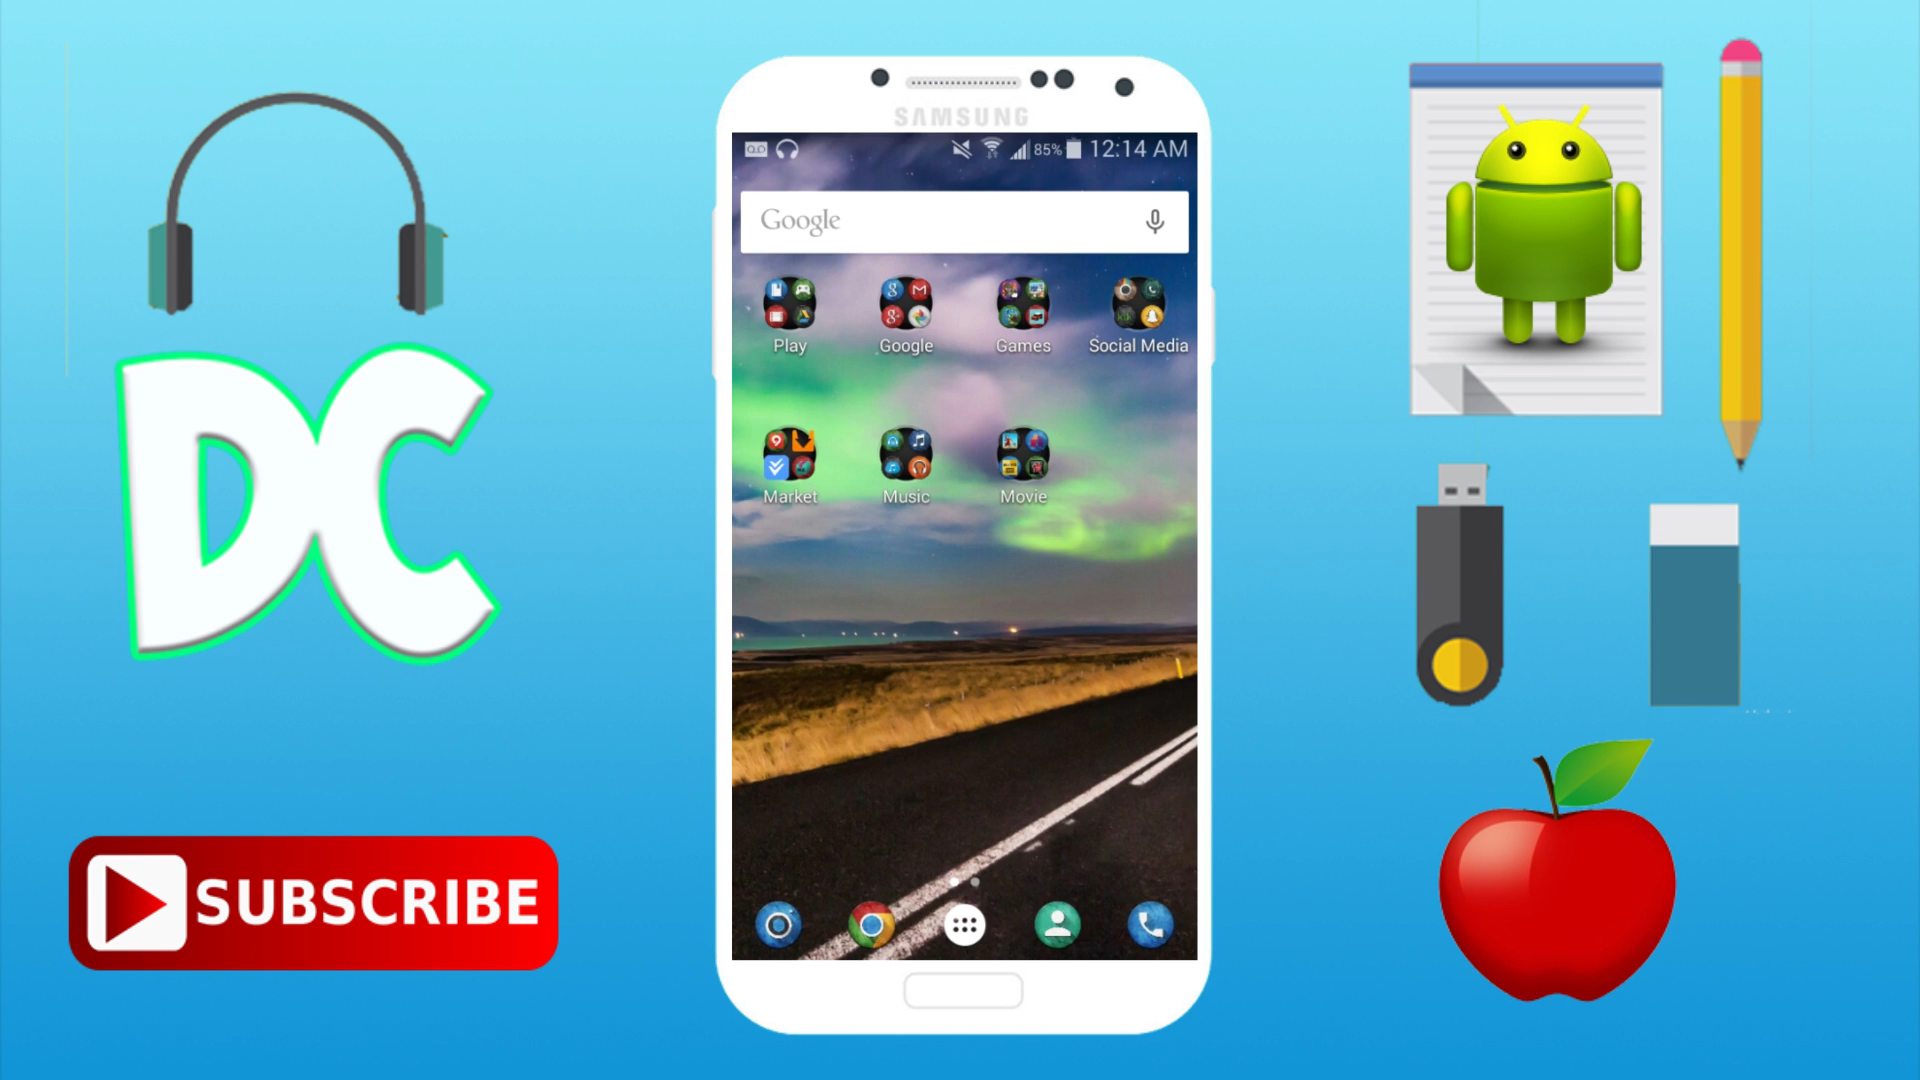 SAMSUNG
85% 12:14 AM
Google
Play Google Games Social Media
Market Music Movie
DC
SUBSCRIBE